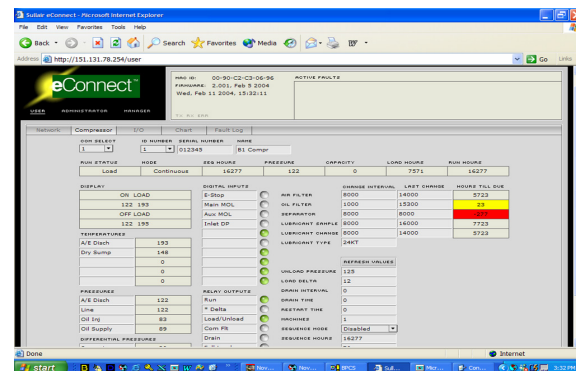 Sullair eConnect - Microsoft Internet Explorer
File Edit View Favorites Tools Help
Back Search Favorites Media
Address http://151.131.78.254/user Go Links
eConnect™
USER ADMINISTRATOR MANAGER
MAC ID: 00-90-C2-C3-06-96
FIRMWARE: 2.001, Feb 5 2004
Wed, Feb 11 2004, 15:32:11
ACTIVE FAULTS
Network Compressor I/O Chart Fault Log
COM SELECT ID NUMBER SERIAL NUMBER NAME
1 1 012345 B1 Compr
RUN STATUS MODE SEQ HOURS PRESSURE CAPACITY LOAD HOURS RUN HOURS
Load Continuous 16277 122 0 7571 16277
DISPLAY DIGITAL INPUTS CHANGE INTERVAL LAST CHANGE HOURS TILL DUE
ON LOAD E-Stop AIR FILTER 8000 14000 5723
122 193 Main MOL OIL FILTER 1000 15300 23
OFF LOAD Aux MOL SEPARATOR 8000 8000 -277
122 195 Inlet DP LUBRICANT SAMPLE 8000 16000 7723
LUBRICANT CHANGE 8000 14000 5723
TEMPERATURES LUBRICANT TYPE 24KT
A/E Disch 193
Dry Sump 148
0 REFRESH VALUES
0 UNLOAD PRESSURE 125
0 LOAD DELTA 12
PRESSURES RELAY OUTPUTS DRAIN INTERVAL 0
A/E Disch 122 Run DRAIN TIME 0
Line 122 * Delta RESTART TIME 0
Oil Inj 83 Load/Unload MACHINES 1
Oil Supply 89 Com Flt SEQUENCE MODE Disabled
DIFFERENTIAL PRESSURES Drain SEQUENCE HOURS 16277
Done Internet
start Nov... Nov... BPCS Sull... Micr... Con... 3:32 PM